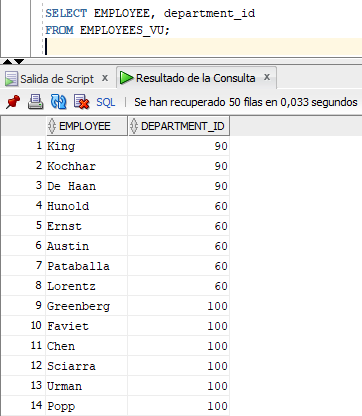 SELECT EMPLOYEE, department_id
FROM EMPLOYEES_VU;
Salida de Script x Resultado de la Consulta x
SQL | Se han recuperado 50 filas en 0,033 segundos
EMPLOYEE DEPARTMENT_ID
1 King 90
2 Kochhar 90
3 De Haan 90
4 Hunold 60
5 Ernst 60
6 Austin 60
7 Pataballa 60
8 Lorentz 60
9 Greenberg 100
10 Faviet 100
11 Chen 100
12 Sciarra 100
13 Urman 100
14 Popp 100